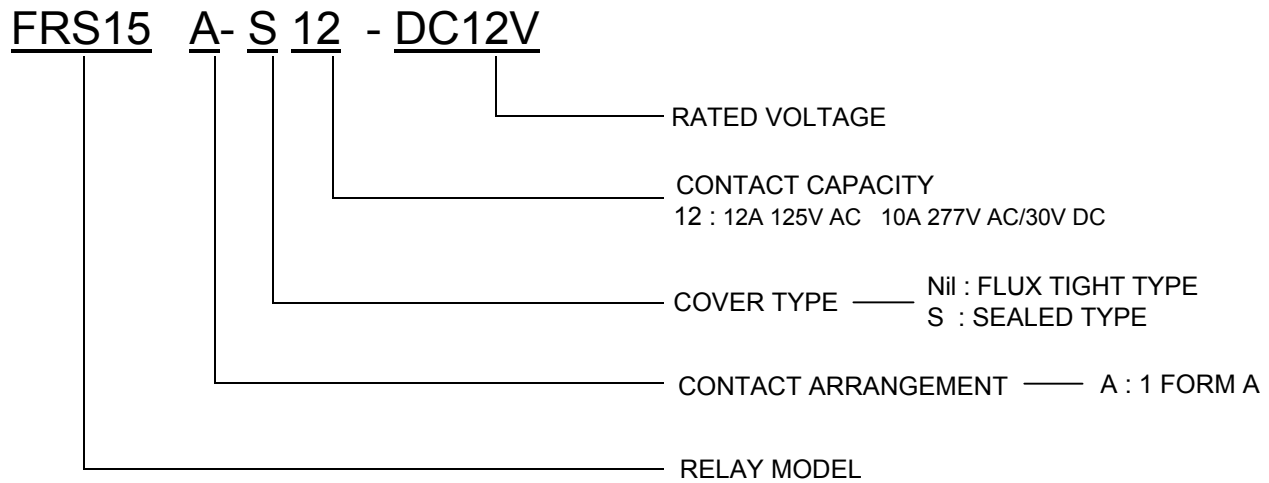 FRS15 A- S 12 - DC12V
RATED VOLTAGE
CONTACT CAPACITY
12 : 12A 125V AC 10A 277V AC/30V DC
COVER TYPE
Nil : FLUX TIGHT TYPE
S : SEALED TYPE
CONTACT ARRANGEMENT
A : 1 FORM A
RELAY MODEL